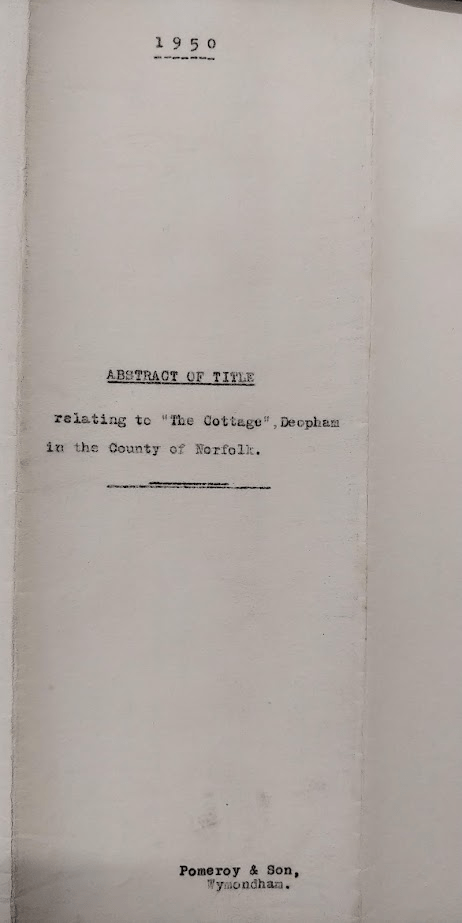 1950
ABSTRACT OF TITLE
relating to "The Cottage", Deopham
in the County of Norfolk.
Pomeroy & Son,
Wymondham.